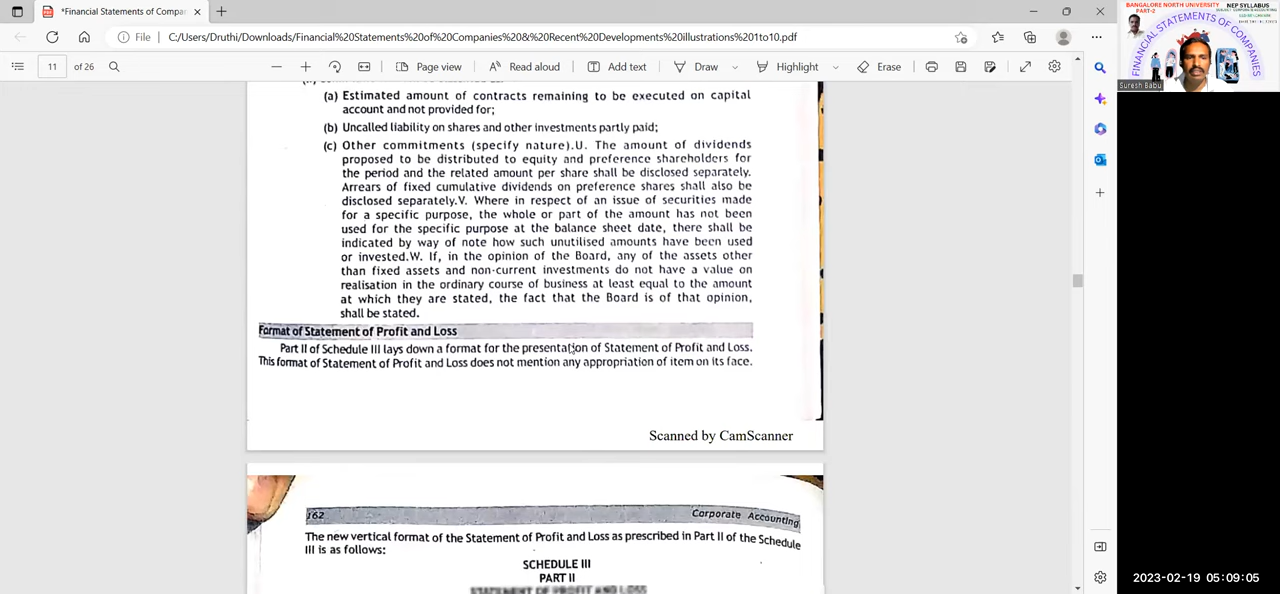 *Financial Statements of Compar
File
C:/Users/Druthi/Downloads/Financial%20Statements%20of%20Companies%20&%20Recent%20Developments%20illustrations%201to10.pdf
11 of 26
Page view
Add text
Draw
Highlight
Erase
(a) Estimated amount of contracts remaining to be executed on capital
account and not provided for;
(b) Uncalled liability on shares and other investments partly paid;
(c) Other commitments (specify nature).U. The amount of dividends
proposed to be distributed to equity and preference shareholders for
the period and the related amount per share shall be disclosed separately.
Arrears of fixed cumulative dividends on preference shares shall also be
disclosed separately.V. Where in respect of an issue of securities made
for a specific purpose, the whole or part of the amount has not been
used for the specific purpose at the balance sheet date, there shall be
indicated by way of note how such unutilised amounts have been used
or invested.W. If, in the opinion of the Board, any of the assets other
than fixed assets and non-current investments do not have a value on
realisation in the ordinary course of business at least equal to the amount
at which they are stated, the fact that the Board is of that opinion,
shall be stated.
Format of Statement of Profit and Loss
Part II of Schedule III lays down a format for the presentation of Statement of Profit and Loss.
This format of Statement of Profit and Loss does not mention any appropriation of item on its face.
Scanned by CamScanner
162
Corporate Accounting
The new vertical format of the Statement of Profit and Loss as prescribed in Part II of the Schedule
III is as follows:
SCHEDULE III
PART II
STATEMENT OF PROFIT AND LOSS
BANGALORE NORTH UNIVERSITY
PART-2
NEP SYLLABUS
FINANCIAL STATEMENTS OF COMPANIES
Suresh Babu
2023-02-19 05:09:05